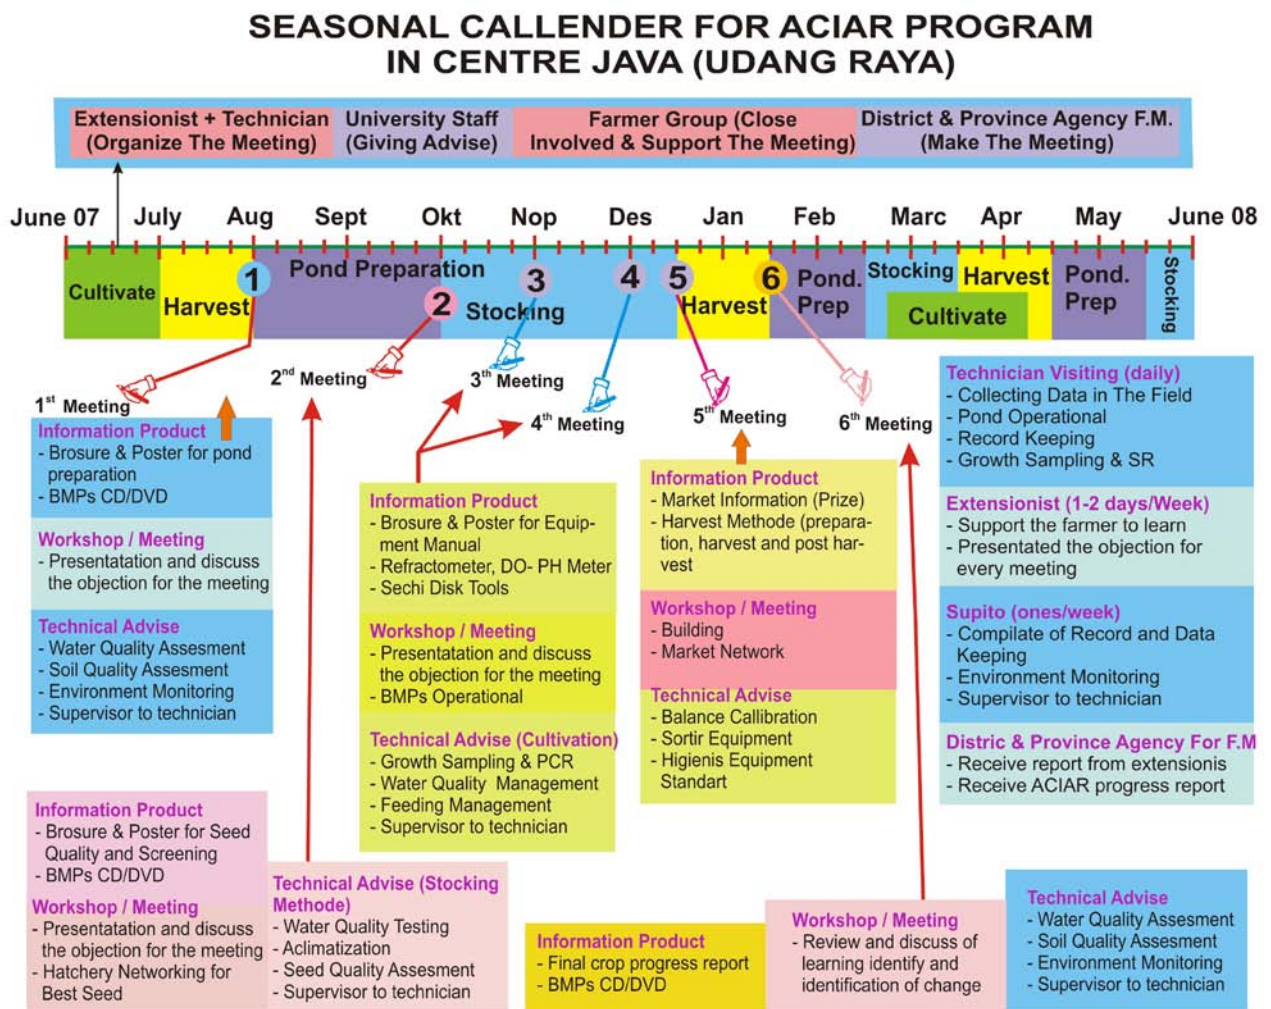 SEASONAL CALLENDER FOR ACIAR PROGRAM
IN CENTRE JAVA (UDANG RAYA)
Extensionist + Technician
(Organize The Meeting)
University Staff
(Giving Advise)
Farmer Group (Close
Involved & Support The Meeting)
District & Province Agency F.M.
(Make The Meeting)
June 07 July Aug Sept Okt Nop Des Jan Feb Marc Apr May June 08
Cultivate
Harvest
1
Pond Preparation
2
Stocking
3
4
5
Harvest
6
Pond.
Prep
Stocking
Cultivate
Harvest
Pond.
Prep
Stocking
1st Meeting
2nd Meeting
3th Meeting
4th Meeting
5th Meeting
6th Meeting
Information Product
- Brosure & Poster for pond
preparation
- BMPs CD/DVD
Workshop / Meeting
- Presentatation and discuss
the objection for the meeting
Technical Advise
- Water Quality Assesment
- Soil Quality Assesment
- Environment Monitoring
- Supervisor to technician
Information Product
- Brosure & Poster for Seed
Quality and Screening
- BMPs CD/DVD
Workshop / Meeting
- Presentatation and discuss
the objection for the meeting
- Hatchery Networking for
Best Seed
Technical Advise (Stocking
Methode)
- Water Quality Testing
- Aclimatization
- Seed Quality Assesment
- Supervisor to technician
Information Product
- Brosure & Poster for Equip-
ment Manual
- Refractometer, DO- PH Meter
- Sechi Disk Tools
Workshop / Meeting
- Presentatation and discuss
the objection for the meeting
- BMPs Operational
Technical Advise (Cultivation)
- Growth Sampling & PCR
- Water Quality Management
- Feeding Management
- Supervisor to technician
Information Product
- Market Information (Prize)
- Harvest Methode (prepara-
tion, harvest and post har-
vest
Workshop / Meeting
- Building
- Market Network
Technical Advise
- Balance Callibration
- Sortir Equipment
- Higienis Equipment
Standart
Information Product
- Final crop progress report
- BMPs CD/DVD
Workshop / Meeting
- Review and discuss of
learning identify and
identification of change
Technical Advise
- Water Quality Assesment
- Soil Quality Assesment
- Environment Monitoring
- Supervisor to technician
Technician Visiting (daily)
- Collecting Data in The Field
- Pond Operational
- Record Keeping
- Growth Sampling & SR
Extensionist (1-2 days/Week)
- Support the farmer to learn
- Presentated the objection for
every meeting
Supito (ones/week)
- Compilate of Record and Data
Keeping
- Environment Monitoring
- Supervisor to technician
Distric & Province Agency For F.M
- Receive report from extensionis
- Receive ACIAR progress report